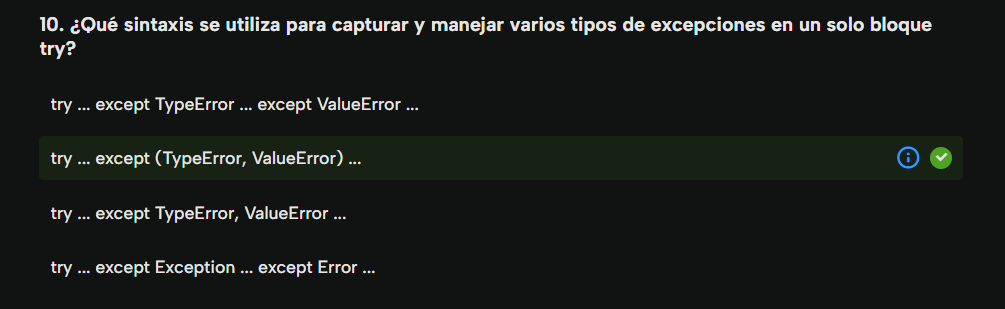 10. ¿Qué sintaxis se utiliza para capturar y manejar varios tipos de excepciones en un solo bloque
try?
try ... except TypeError ... except ValueError ...
try ... except (TypeError, ValueError) ...
try ... except TypeError, ValueError ...
try ... except Exception ... except Error ...